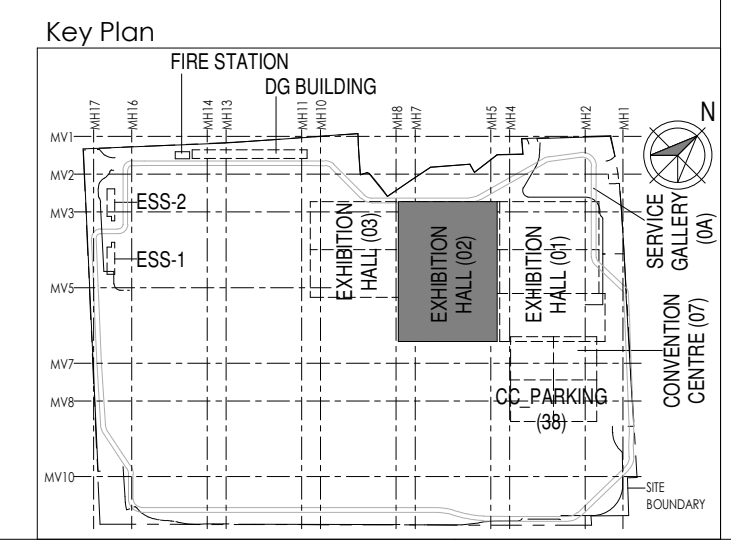 Key Plan
FIRE STATION
DG BUILDING
N
MH17
MH16
MH14
MH13
MH11
MH10
MH8
MH7
MH5
MH4
MH2
MH1
MV1
MV2
MV3
MV5
MV7
MV8
MV10
ESS-2
ESS-1
EXHIBITION
HALL (03)
EXHIBITION
HALL (02)
EXHIBITION
HALL (01)
SERVICE
GALLERY
(0A)
CONVENTION
CENTRE (07)
CC_PARKING
(38)
SITE
BOUNDARY